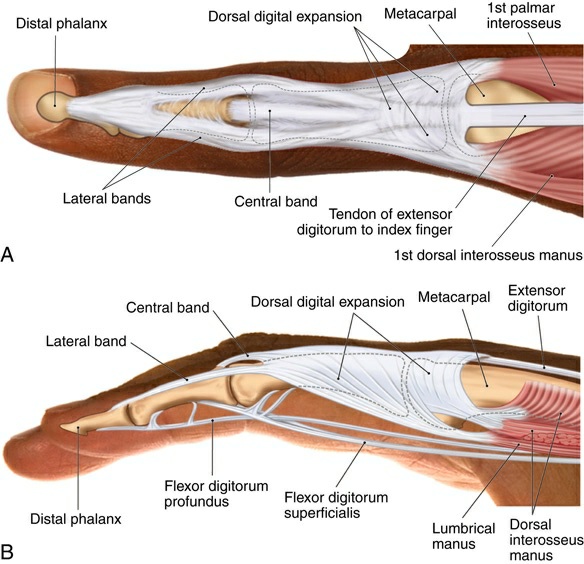 Distal phalanx
Dorsal digital expansion
Metacarpal
1st palmar
interosseus
Lateral bands
Central band
Tendon of extensor
digitorum to index finger
1st dorsal interosseus manus
A
Lateral band
Central band
Dorsal digital expansion
Metacarpal
Extensor
digitorum
Distal phalanx
Flexor digitorum
profundus
Flexor digitorum
superficialis
Lumbrical
manus
Dorsal
interosseus
manus
B